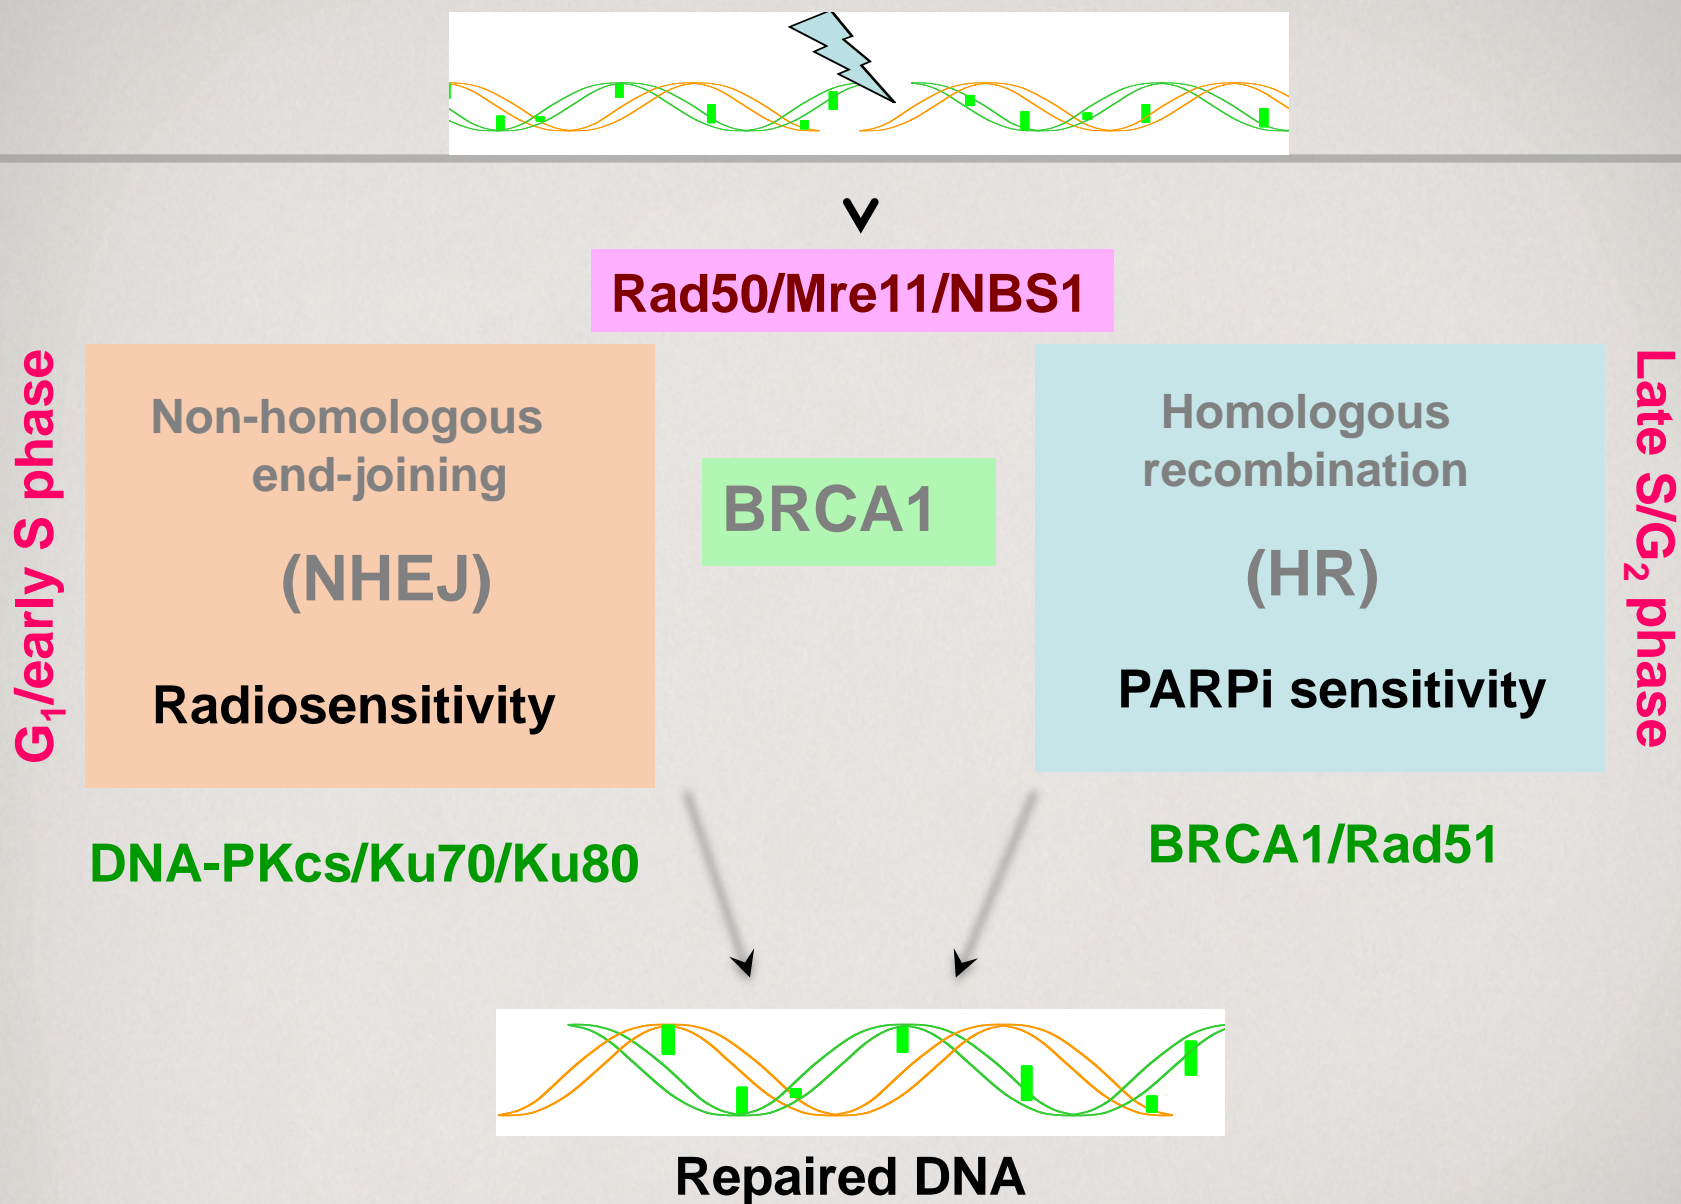 Rad50/Mre11/NBS1
G₁/early S phase
Non-homologous
end-joining
(NHEJ)
Radiosensitivity
DNA-PKcs/Ku70/Ku80
BRCA1
Homologous
recombination
(HR)
PARPi sensitivity
BRCA1/Rad51
Late S/G₂ phase
Repaired DNA